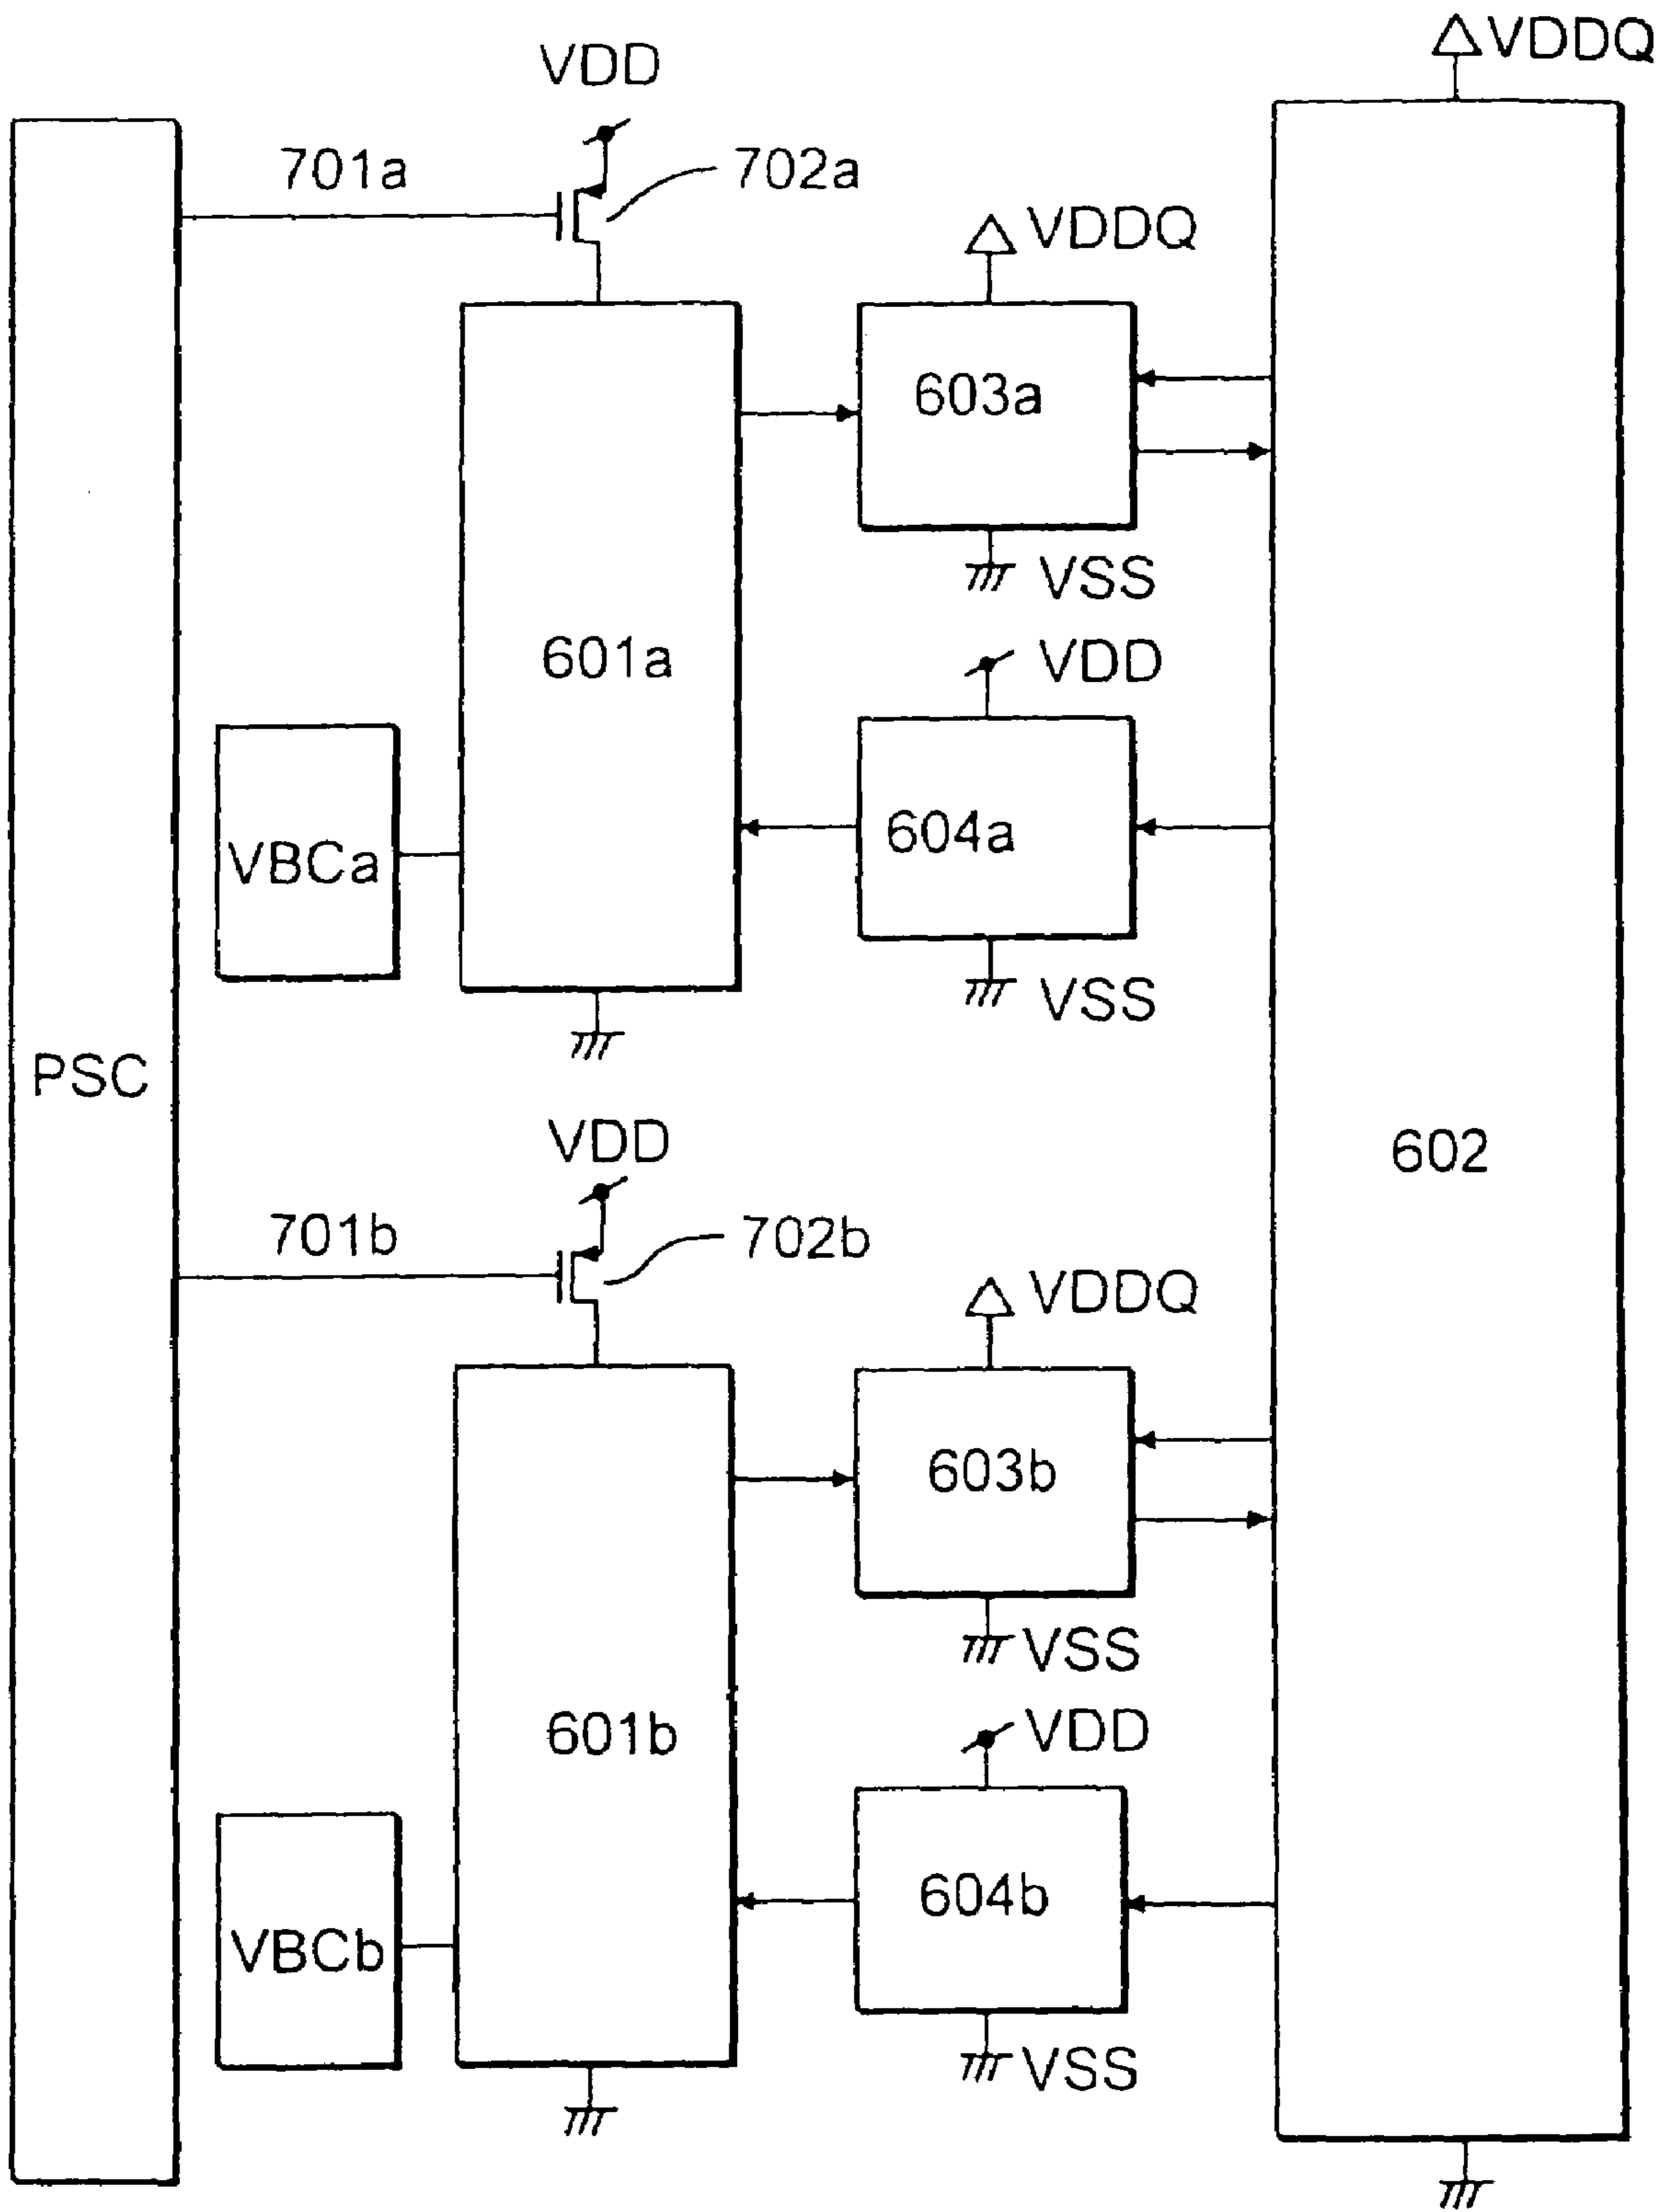 VDDQ
VDD
701a
702a
VDDQ
603a
VSS
601a
VDD
604a
VBCa
VSS
PSC
VDD
602
701b
702b
VDDQ
603b
VSS
601b
VDD
604b
VBCb
VSS